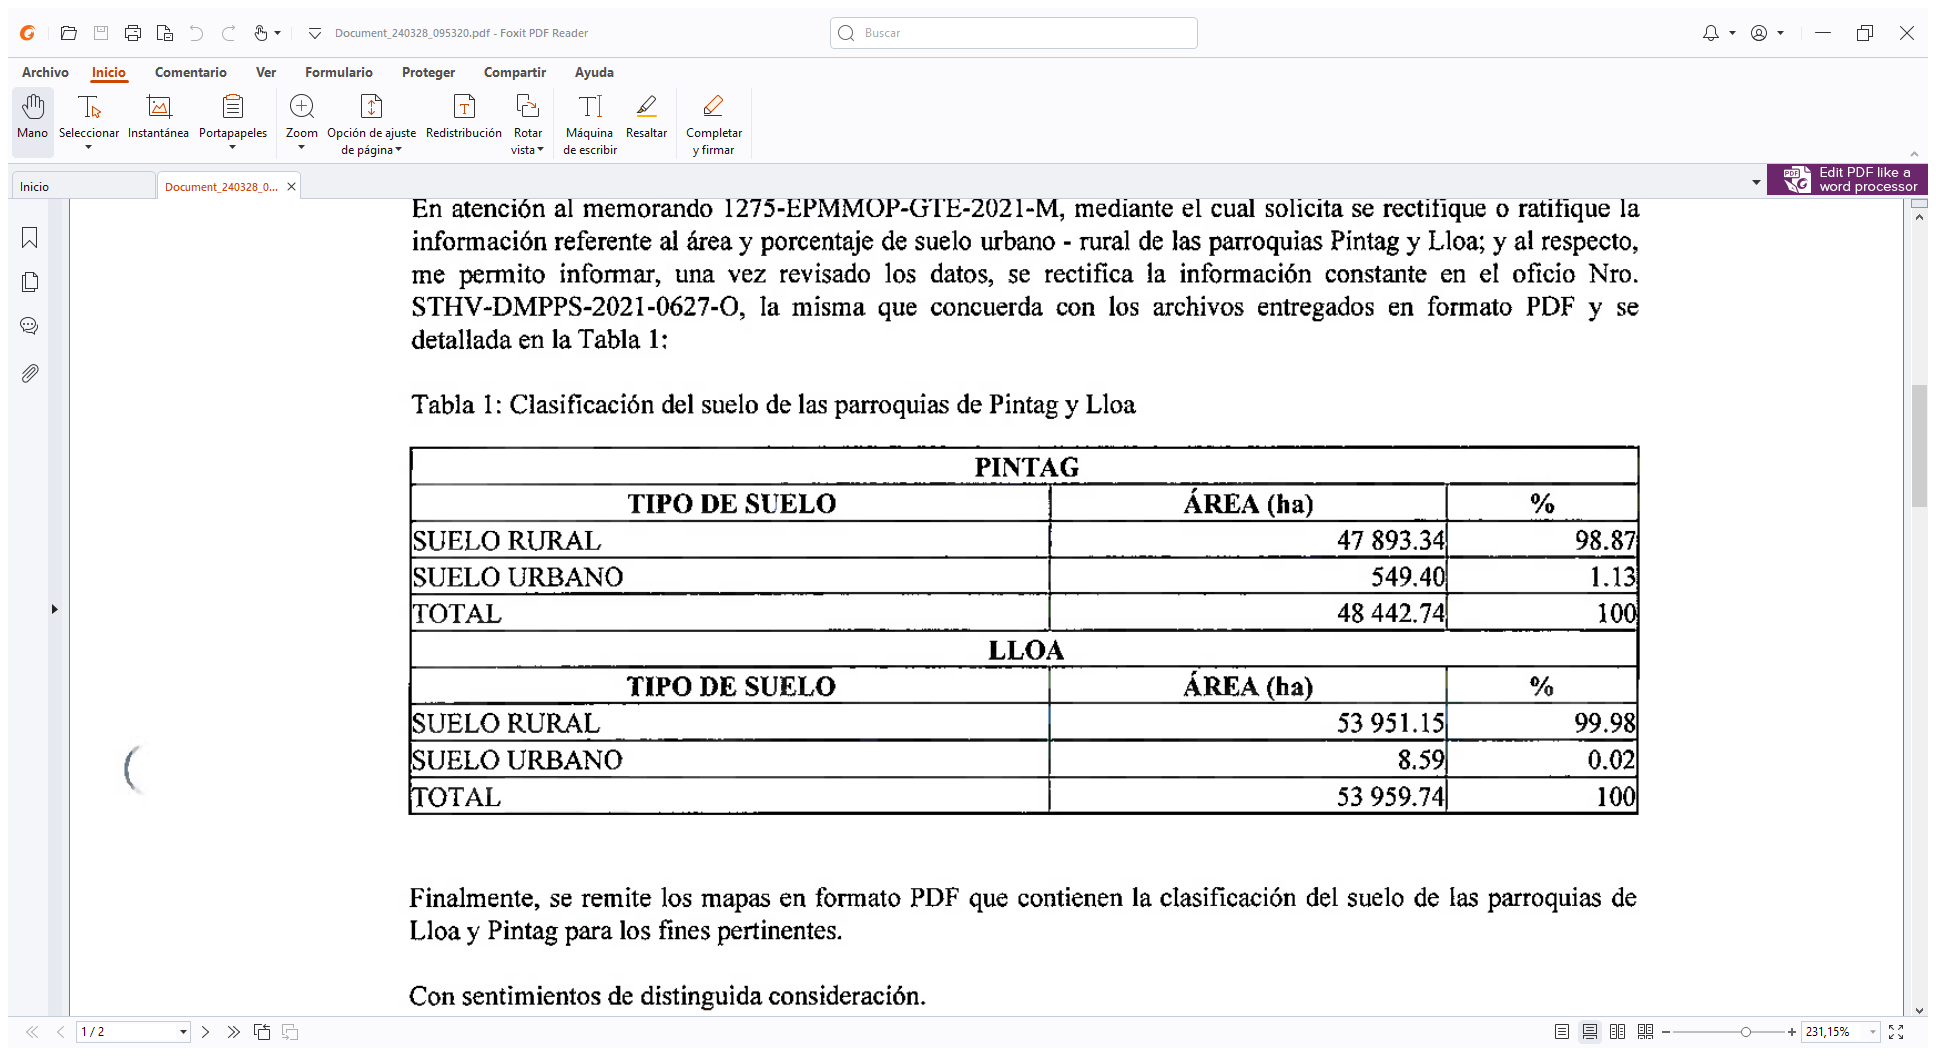 Document_240328_095320.pdf - Foxit PDF Reader
Buscar
Archivo Inicio Comentario Ver Formulario Proteger Compartir Ayuda
Mano Seleccionar Instantánea Portapapeles Zoom Opción de ajuste de página Redistribución Rotar vista Máquina de escribir Resaltar Completar y firmar
Inicio Document_240328_0...
Edit PDF like a
word processor
En atención al memorando 1275-EPMMOP-GTE-2021-M, mediante el cual solicita se rectifique o ratifique la
información referente al área y porcentaje de suelo urbano - rural de las parroquias Pintag y Lloa; y al respecto,
me permito informar, una vez revisado los datos, se rectifica la información constante en el oficio Nro.
STHV-DMPPS-2021-0627-O, la misma que concuerda con los archivos entregados en formato PDF y se
detallada en la Tabla 1:
Tabla 1: Clasificación del suelo de las parroquias de Pintag y Lloa
PINTAG
TIPO DE SUELO ÁREA (ha) %
SUELO RURAL 47 893.34 98.87
SUELO URBANO 549.40 1.13
TOTAL 48 442.74 100
LLOA
TIPO DE SUELO ÁREA (ha) %
SUELO RURAL 53 951.15 99.98
SUELO URBANO 8.59 0.02
TOTAL 53 959.74 100
Finalmente, se remite los mapas en formato PDF que contienen la clasificación del suelo de las parroquias de
Lloa y Pintag para los fines pertinentes.
Con sentimientos de distinguida consideración.
1 / 2
231,15%